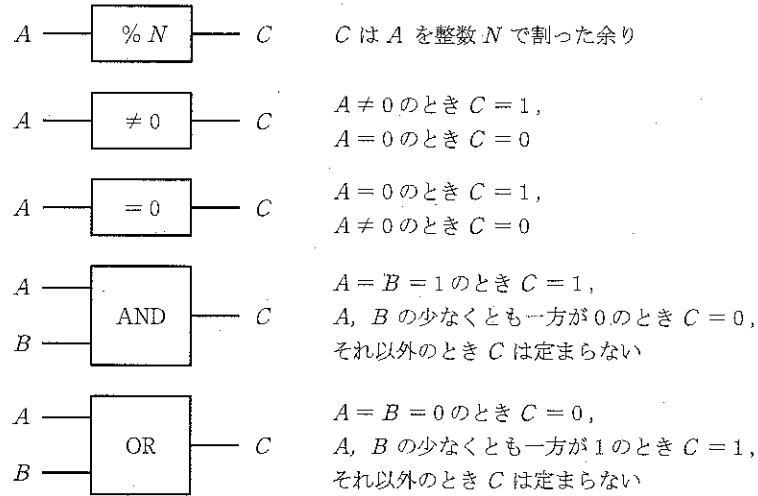 A % N C C は A を整数 N で割った余り
A ≠ 0 C A ≠ 0 のとき C = 1,
A = 0 のとき C = 0
A = 0 C A = 0 のとき C = 1,
A ≠ 0 のとき C = 0
A A = B = 1 のとき C = 1,
AND C A, B の少なくとも一方が 0 のとき C = 0,
B それ以外のとき C は定まらない
A A = B = 0 のとき C = 0,
OR C A, B の少なくとも一方が 1 のとき C = 1,
B それ以外のとき C は定まらない